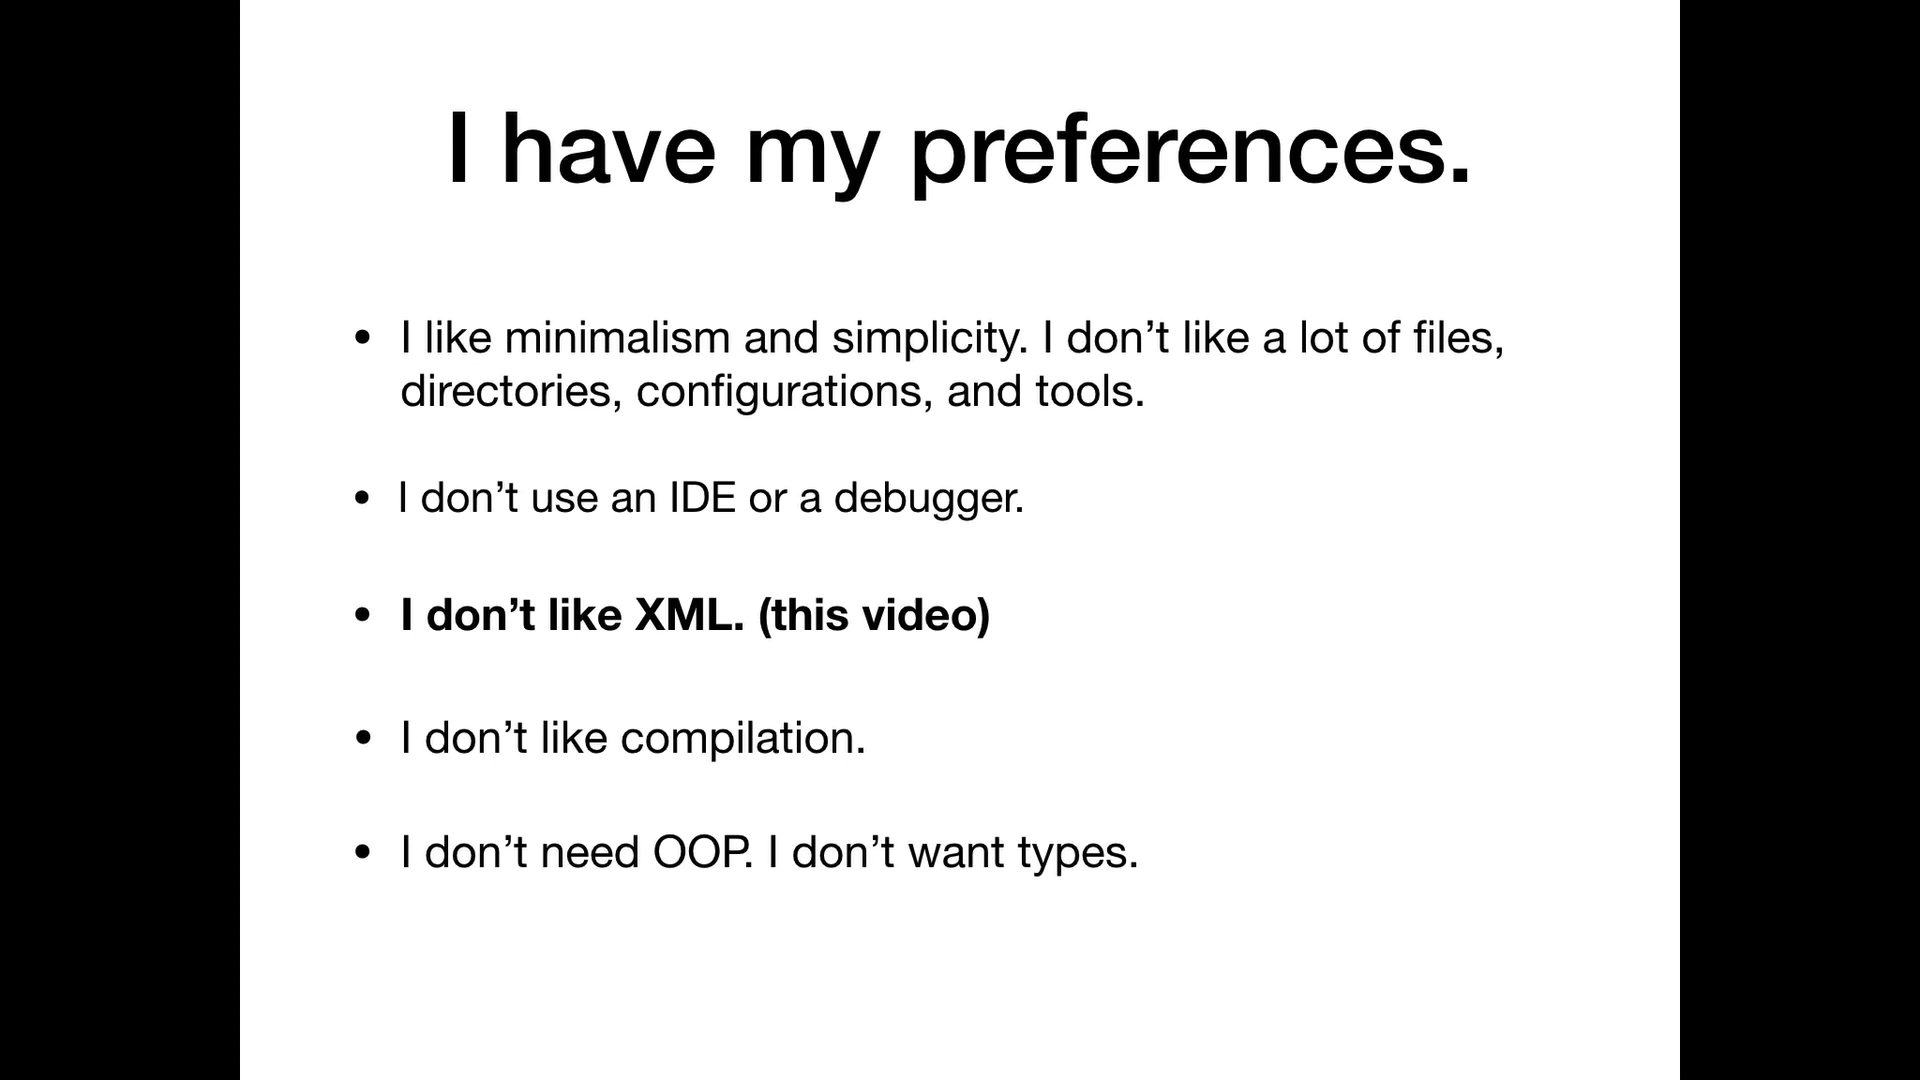 I have my preferences.
• I like minimalism and simplicity. I don’t like a lot of files,
directories, configurations, and tools.
• I don’t use an IDE or a debugger.
• I don’t like XML. (this video)
• I don’t like compilation.
• I don’t need OOP. I don’t want types.